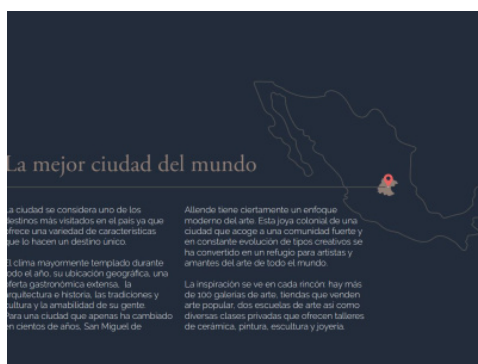 La mejor ciudad del mundo
La ciudad se considera uno de los
destinos más visitados en el país ya que
ofrece una variedad de características
que lo hacen un destino único.
El clima mayormente templado durante
todo el año, su ubicación geográfica, una
oferta gastronómica extensa, la
arquitectura e historia, las tradiciones y
cultura y la amabilidad de su gente.
Para una ciudad que apenas ha cambiado
en cientos de años, San Miguel de
Allende tiene ciertamente un enfoque
moderno del arte. Esta joya colonial de una
ciudad que acoge a una comunidad fuerte y
en constante evolución de tipos creativos se
ha convertido en un refugio para artistas y
amantes del arte de todo el mundo.
La inspiración se ve en cada rincón: hay más
de 100 galerías de arte, tiendas que venden
arte popular, dos escuelas de arte así como
diversas clases privadas que ofrecen talleres
de cerámica, pintura, escultura y joyería.